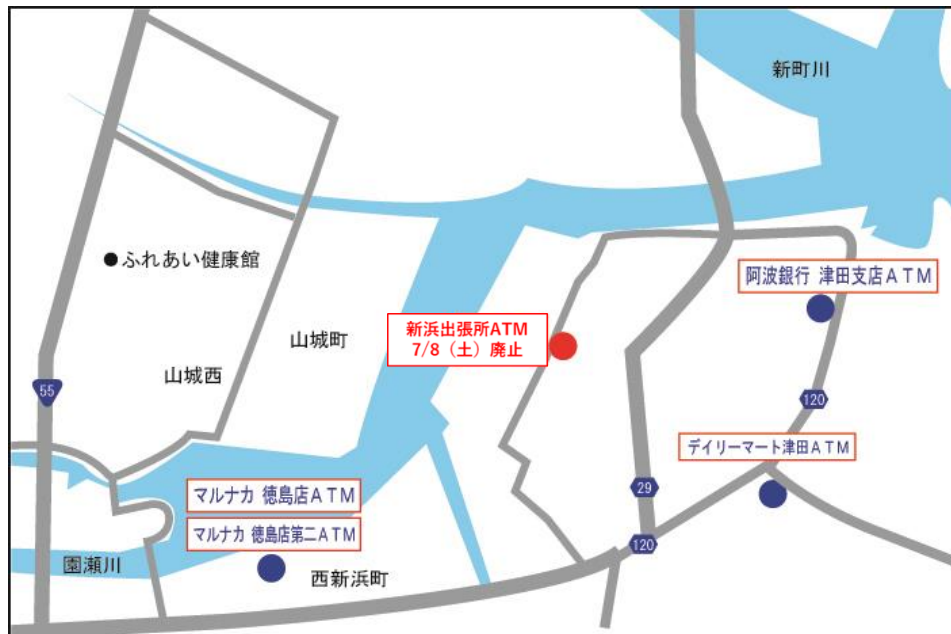 新町川
ふれあい健康館
阿波銀行 津田支店ATM
新浜出張所ATM
7/8（土）廃止
山城町
山城西
55
120
デイリーマート津田ATM
マルナカ 徳島店ATM
29
マルナカ 徳島店第二ATM
120
園瀬川
西新浜町